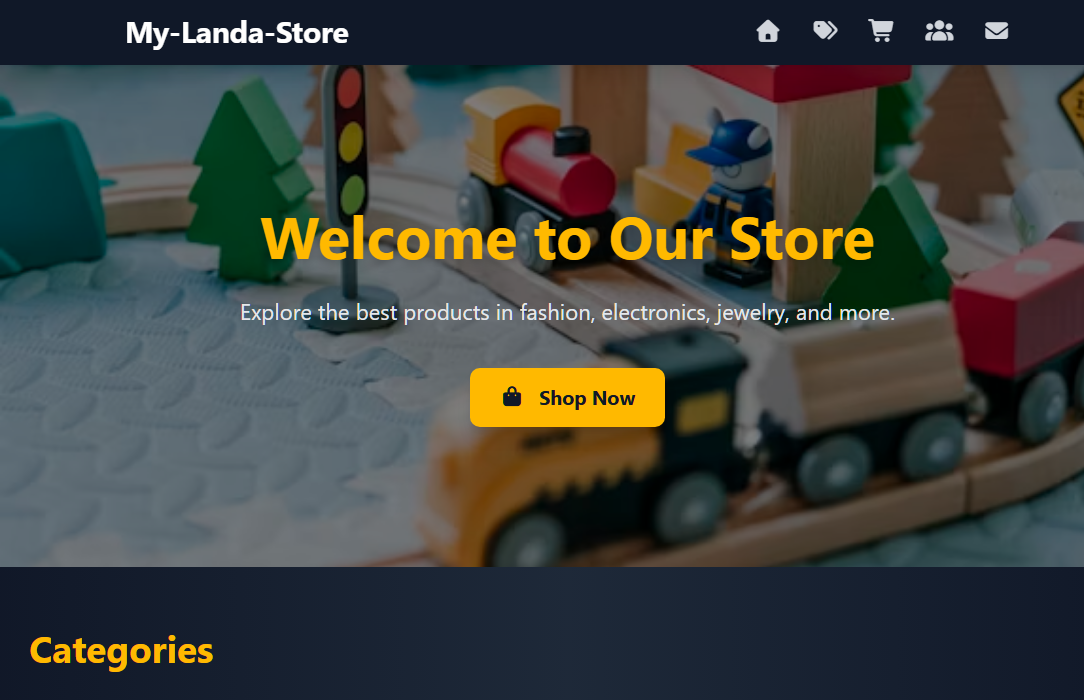 My-Landa-Store
Welcome to Our Store
Explore the best products in fashion, electronics, jewelry, and more.
Shop Now
Categories